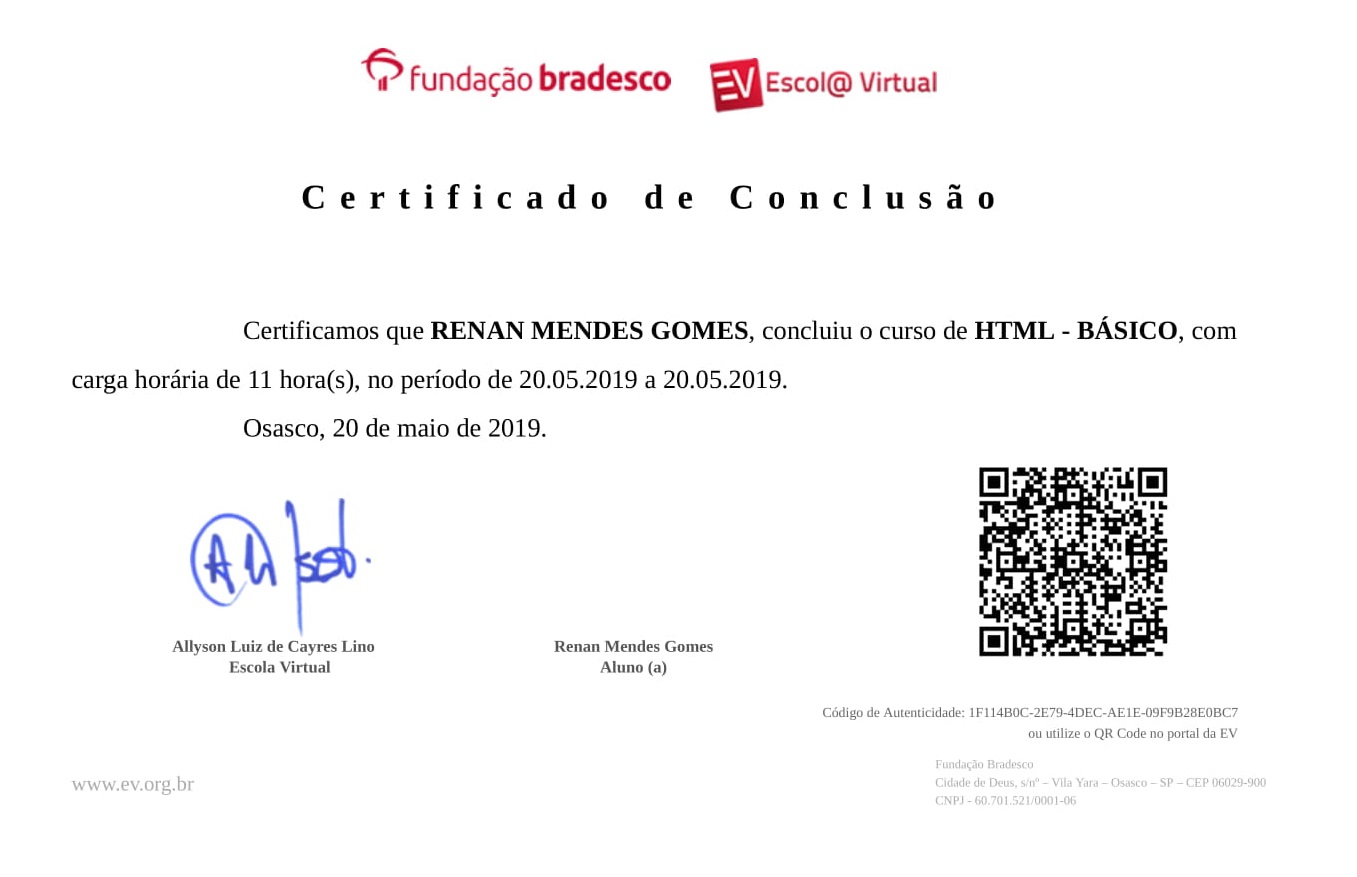 fundação bradesco
EV Escol@ Virtual
Certificado de Conclusão
Certificamos que RENAN MENDES GOMES, concluiu o curso de HTML - BÁSICO, com
carga horária de 11 hora(s), no período de 20.05.2019 a 20.05.2019.
Osasco, 20 de maio de 2019.
Allyson Luiz de Cayres Lino
Escola Virtual
Renan Mendes Gomes
Aluno (a)
Código de Autenticidade: 1F114B0C-2E79-4DEC-AE1E-09F9B28E0BC7
ou utilize o QR Code no portal da EV
www.ev.org.br
Fundação Bradesco
Cidade de Deus, s/nº – Vila Yara – Osasco – SP – CEP 06029-900
CNPJ - 60.701.521/0001-06